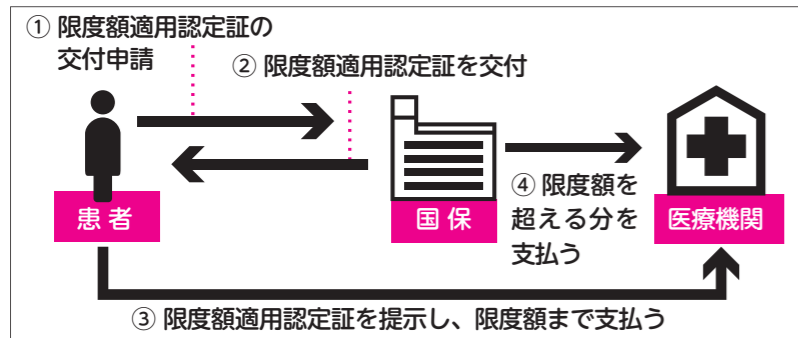 ① 限度額適用認定証の
交付申請
② 限度額適用認定証を交付
患者
国保
④ 限度額を
超える分を
支払う
医療機関
③ 限度額適用認定証を提示し、限度額まで支払う